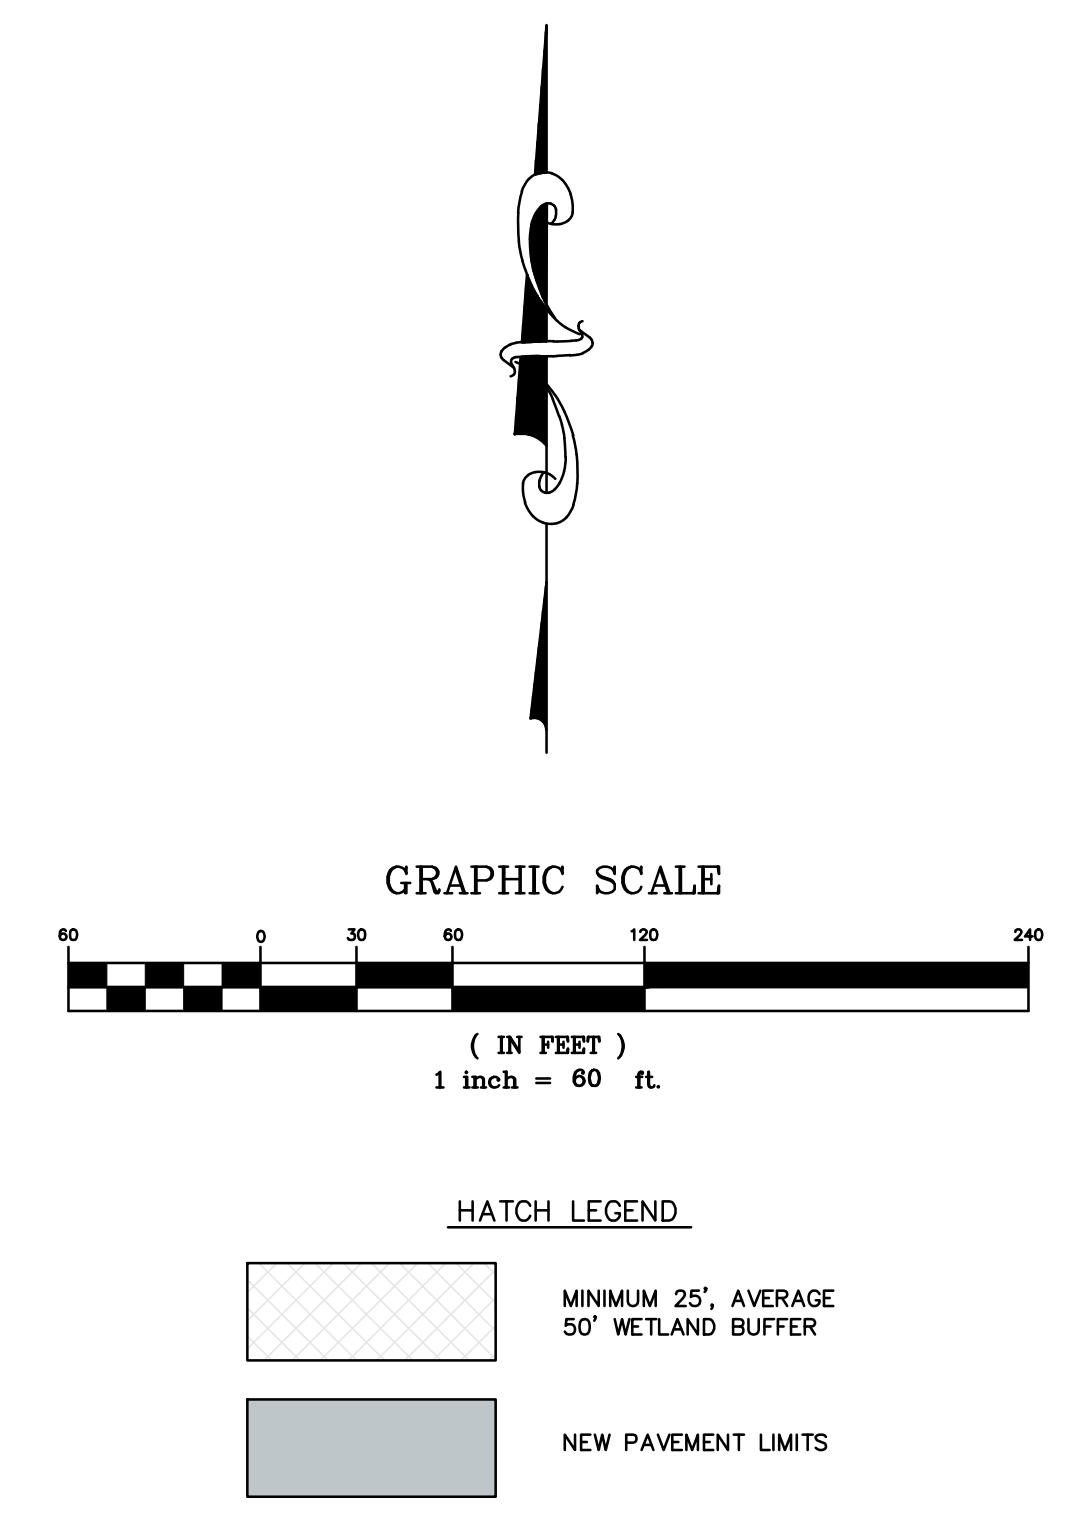 GRAPHIC SCALE
60 0 30 60 120 240
( IN FEET )
1 inch = 60 ft.
HATCH LEGEND
MINIMUM 25', AVERAGE
50' WETLAND BUFFER
NEW PAVEMENT LIMITS